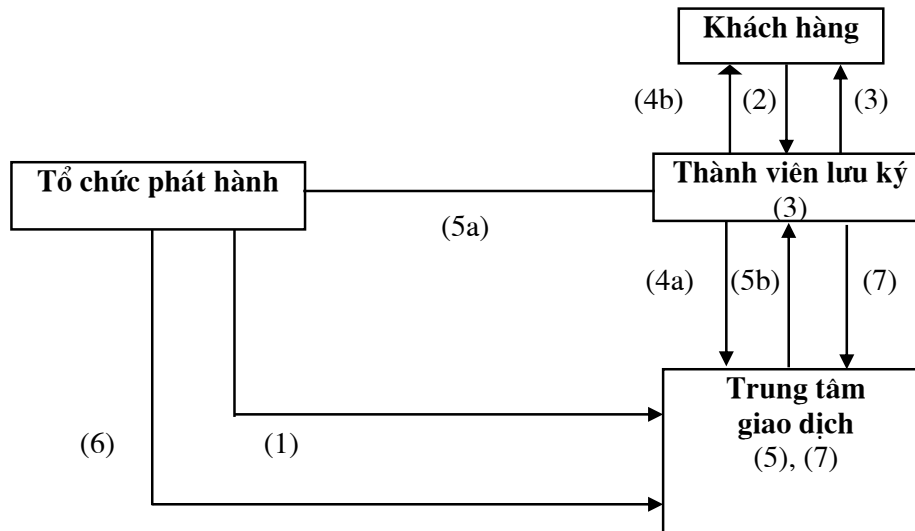 Khách hàng
(4b) (2) (3)
Tổ chức phát hành
Thành viên lưu ký
(3)
(5a)
(4a) (5b) (7)
Trung tâm
giao dịch
(5), (7)
(6) (1)